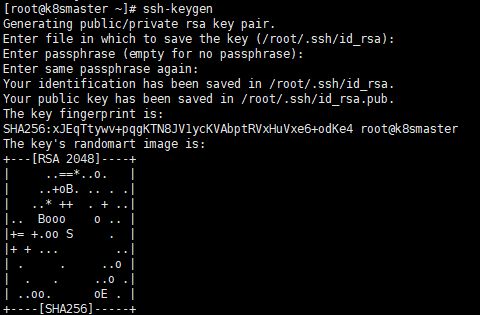 [root@k8smaster ~]# ssh-keygen
Generating public/private rsa key pair.
Enter file in which to save the key (/root/.ssh/id_rsa):
Enter passphrase (empty for no passphrase):
Enter same passphrase again:
Your identification has been saved in /root/.ssh/id_rsa.
Your public key has been saved in /root/.ssh/id_rsa.pub.
The key fingerprint is:
SHA256:xJEqTtywv+pqgKTN8JV1ycKVAbptRVxHuVxe6+odKe4 root@k8smaster
The key's randomart image is:
+---[RSA 2048]----+
|     ..==*..o.   |
|    ..+oB. .. . .|
|   ..* ++  . + ..|
|..  Booo    o .. |
|+= +.oo S     .  |
|+ + ...        ..|
| .     .     ..o |
|  .   .     ..o .|
| ..oo.      oE . |
+----[SHA256]-----+